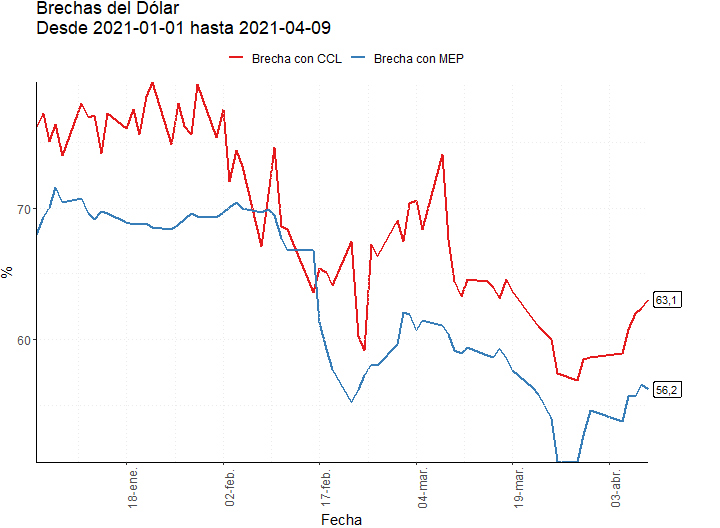 Brechas del Dólar
Desde 2021-01-01 hasta 2021-04-09
Brecha con CCL
Brecha con MEP
%
70
60
63,1
56,2
18-ene.
02-feb.
17-feb.
04-mar.
19-mar.
03-abr.
Fecha